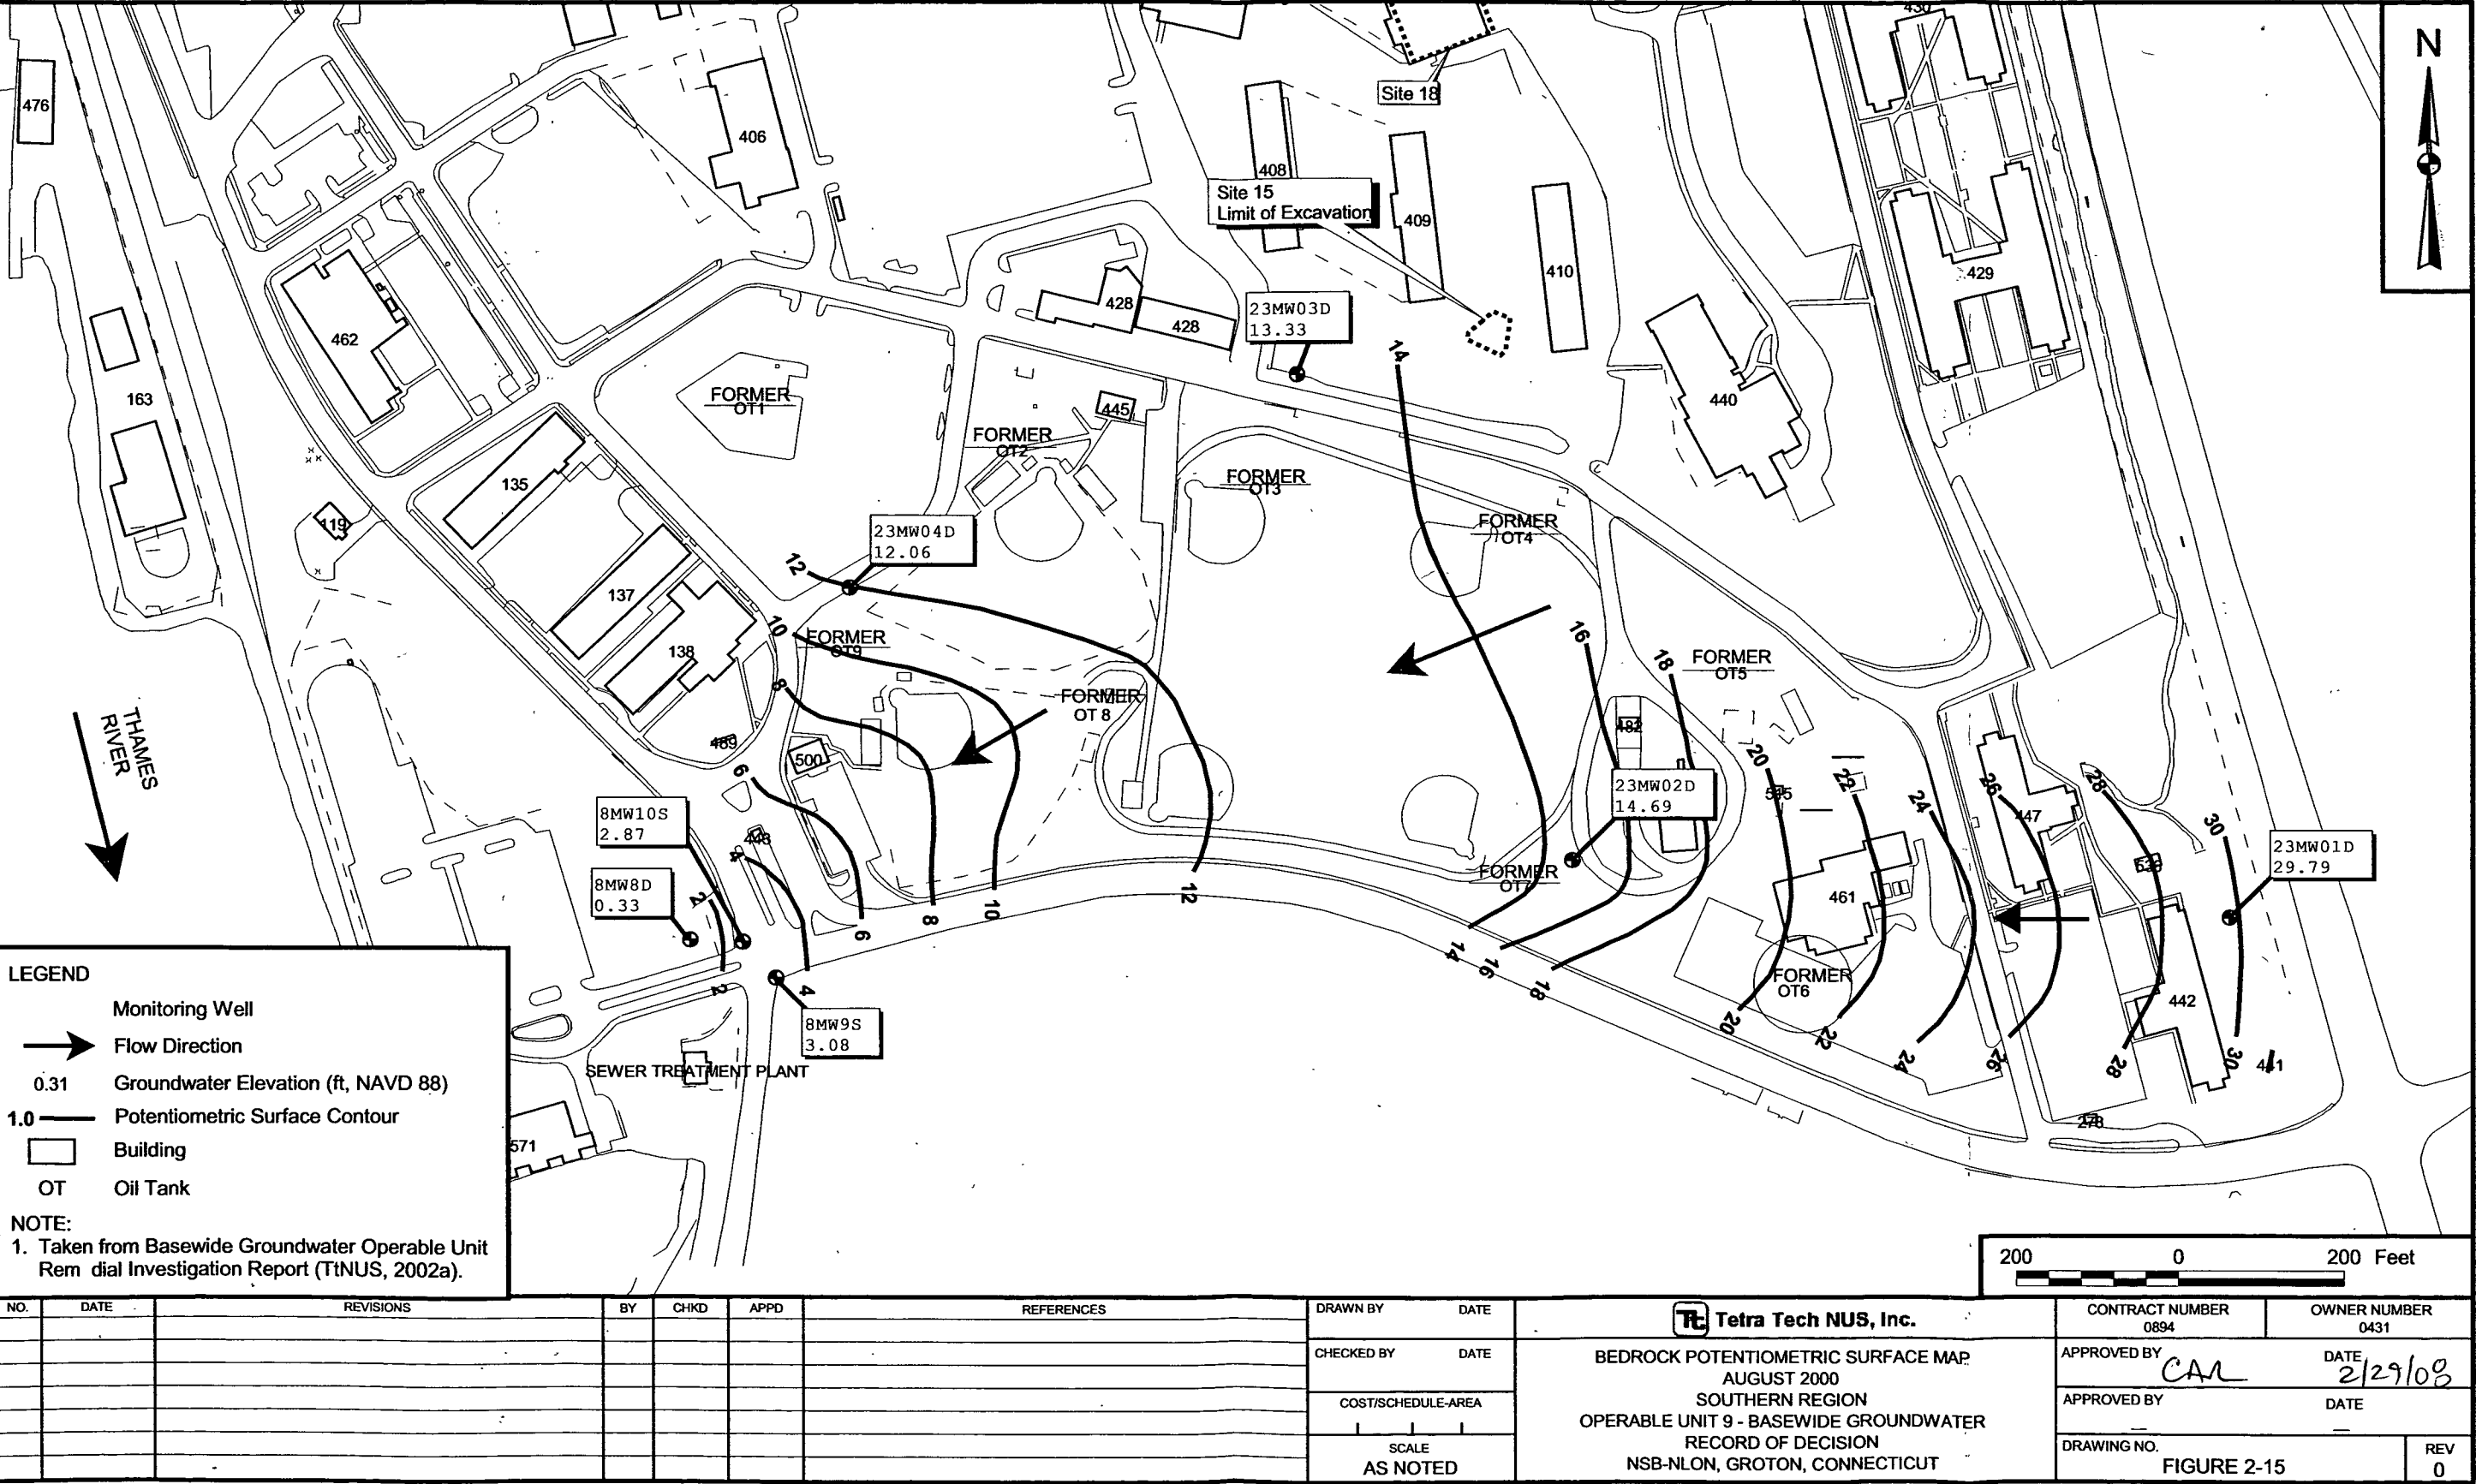 430
N
476
406
Site 18
408
Site 15
Limit of Excavation
409
410
429
462
428
428
23MW03D
13.33
14
163
FORMER
OT1
445
440
FORMER
OT2
135
FORMER
OT3
119
FORMER
OT4
23MW04D
12.06
12
137
10
FORMER
OT9
138
16
18
FORMER
OT5
8
FORMER
OT 8
THAMES
RIVER
489
482
6
500
20
22
24
26
28
23MW02D
14.69
447
8MW10S
2.87
443
4
30
23MW01D
29.79
8MW8D
0.33
2
FORMER
OT7
461
12
10
8
6
14
16
18
2
4
FORMER
OT6
442
20
22
24
26
28
30
441
8MW9S
3.08
SEWER TREATMENT PLANT
278
571
LEGEND
Monitoring Well
Flow Direction
0.31 Groundwater Elevation (ft, NAVD 88)
1.0 Potentiometric Surface Contour
Building
OT Oil Tank
NOTE:
1. Taken from Basewide Groundwater Operable Unit
Rem dial Investigation Report (TtNUS, 2002a).
200 0 200 Feet
NO. DATE REVISIONS BY CHKD APPD REFERENCES
DRAWN BY DATE
CHECKED BY DATE
COST/SCHEDULE-AREA
SCALE
AS NOTED
Tt Tetra Tech NUS, Inc.
BEDROCK POTENTIOMETRIC SURFACE MAP
AUGUST 2000
SOUTHERN REGION
OPERABLE UNIT 9 - BASEWIDE GROUNDWATER
RECORD OF DECISION
NSB-NLON, GROTON, CONNECTICUT
CONTRACT NUMBER
0894
OWNER NUMBER
0431
APPROVED BY CAR DATE 2/29/08
APPROVED BY DATE
DRAWING NO.
FIGURE 2-15
REV
0